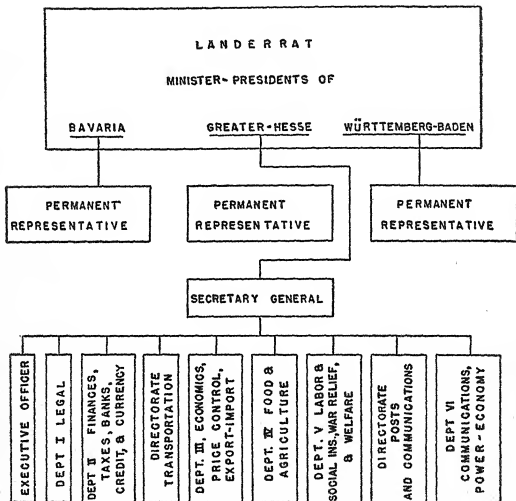 LÄNDERRAT
MINISTER-PRESIDENTS OF
BAVARIA GREATER-HESSE WÜRTTEMBERG-BADEN
PERMANENT
REPRESENTATIVE
PERMANENT
REPRESENTATIVE
PERMANENT
REPRESENTATIVE
SECRETARY GENERAL
EXECUTIVE OFFICER
DEPT I LEGAL
DEPT II FINANCES,
TAXES, BANKS,
CREDIT, & CURRENCY
DIRECTORATE
TRANSPORTATION
DEPT. III, ECONOMICS,
PRICE CONTROL,
EXPORT-IMPORT
DEPT. IV FOOD &
AGRICULTURE
DEPT. V LABOR &
SOCIAL INS., WAR RELIEF,
& WELFARE
DIRECTORATE
POSTS
AND COMMUNICATIONS
DEPT VI
COMMUNICATIONS,
POWER-ECONOMY